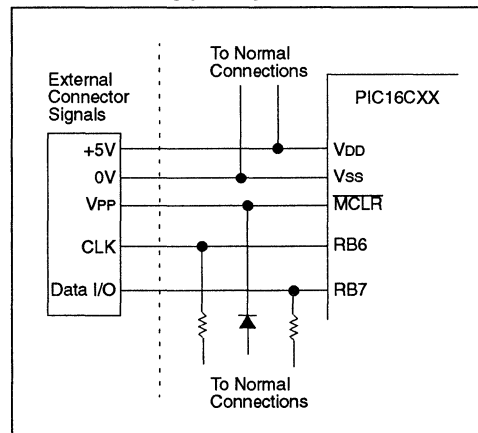 To Normal
Connections
External
Connector
Signals
PIC16CXX
+5V
VDD
0V
VSS
VPP
MCLR
CLK
RB6
Data I/O
RB7
To Normal
Connections